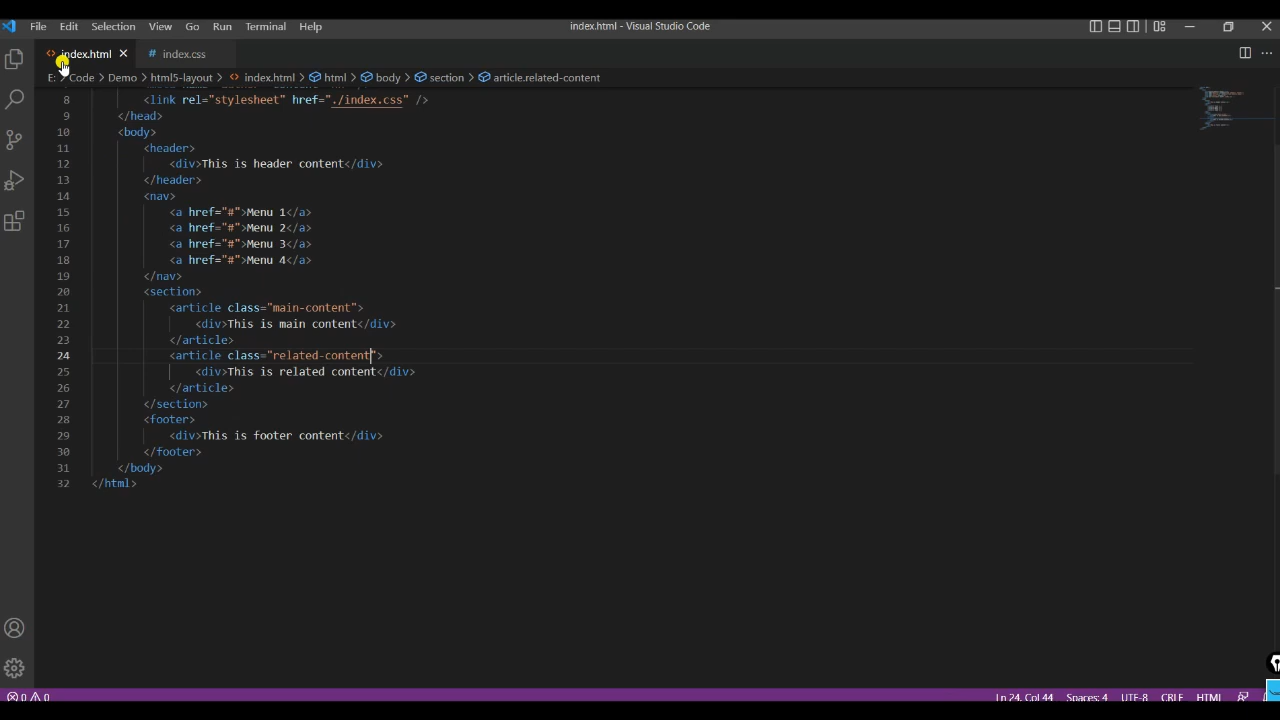 File Edit Selection View Go Run Terminal Help index.html - Visual Studio Code
index.html # index.css
E: > Code > Demo > html5-layout > index.html > html > body > section > article.related-content
8 <link rel="stylesheet" href="./index.css" />
9 </head>
10 <body>
11 <header>
12 <div>This is header content</div>
13 </header>
14 <nav>
15 <a href="#">Menu 1</a>
16 <a href="#">Menu 2</a>
17 <a href="#">Menu 3</a>
18 <a href="#">Menu 4</a>
19 </nav>
20 <section>
21 <article class="main-content">
22 <div>This is main content</div>
23 </article>
24 <article class="related-content">
25 <div>This is related content</div>
26 </article>
27 </section>
28 <footer>
29 <div>This is footer content</div>
30 </footer>
31 </body>
32 </html>
0 0 Ln 24, Col 44 Spaces: 4 UTF-8 CRLF HTML